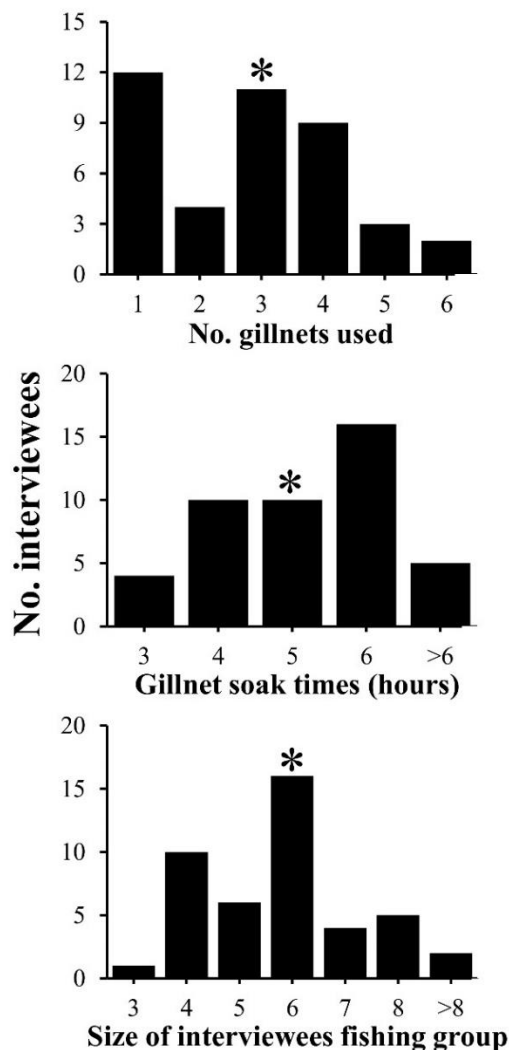 15
12
9
6
3
0
*
1 2 3 4 5 6
No. gillnets used
No. interviewees
20
15
10
5
0
*
3 4 5 6 >6
Gillnet soak times (hours)
20
15
10
5
0
*
3 4 5 6 7 8 >8
Size of interviewees fishing group